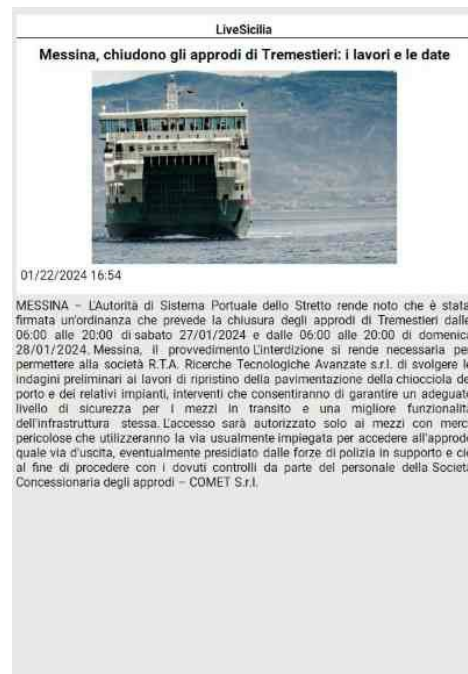 LiveSicilia
Messina, chiudono gli approdi di Tremestieri: i lavori e le date
01/22/2024 16:54
MESSINA – L'Autorità di Sistema Portuale dello Stretto rende noto che è stata
firmata un'ordinanza che prevede la chiusura degli approdi di Tremestieri dalle
06:00 alle 20:00 di sabato 27/01/2024 e dalle 06:00 alle 20:00 di domenica
28/01/2024. Messina, il provvedimento L'interdizione si rende necessaria per
permettere alla società R.T.A. Ricerche Tecnologiche Avanzate s.r.l. di svolgere le
indagini preliminari ai lavori di ripristino della pavimentazione della chiocciola del
porto e dei relativi impianti, interventi che consentiranno di garantire un adeguato
livello di sicurezza per i mezzi in transito e una migliore funzionalità
dell'infrastruttura stessa. L'accesso sarà autorizzato solo ai mezzi con merci
pericolose che utilizzeranno la via usualmente impiegata per accedere all'approdo
quale via d'uscita, eventualmente presidiato dalle forze di polizia in supporto e ciò
al fine di procedere con i dovuti controlli da parte del personale della Società
Concessionaria degli approdi – COMET S.r.l.